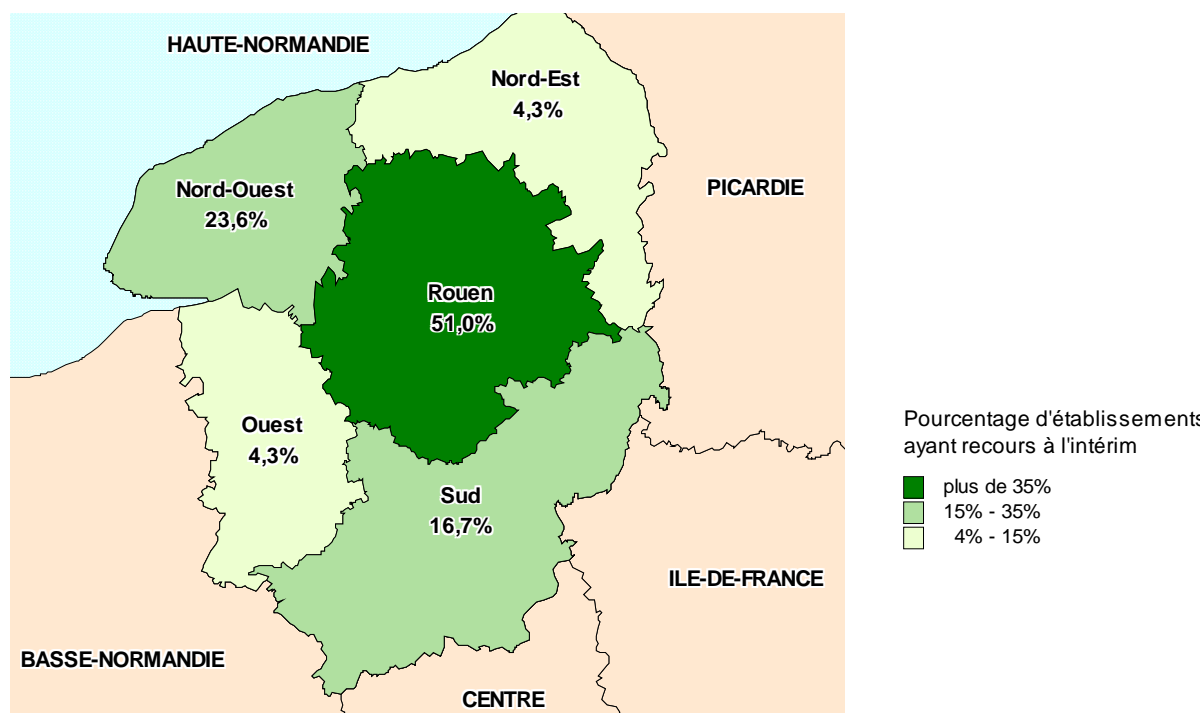 HAUTE-NORMANDIE
Nord-Est
4,3%
PICARDIE
Nord-Ouest
23,6%
Rouen
51,0%
Ouest
4,3%
Sud
16,7%
ILE-DE-FRANCE
BASSE-NORMANDIE
CENTRE
Pourcentage d'établissements
ayant recours à l'intérim
plus de 35%
15% - 35%
4% - 15%